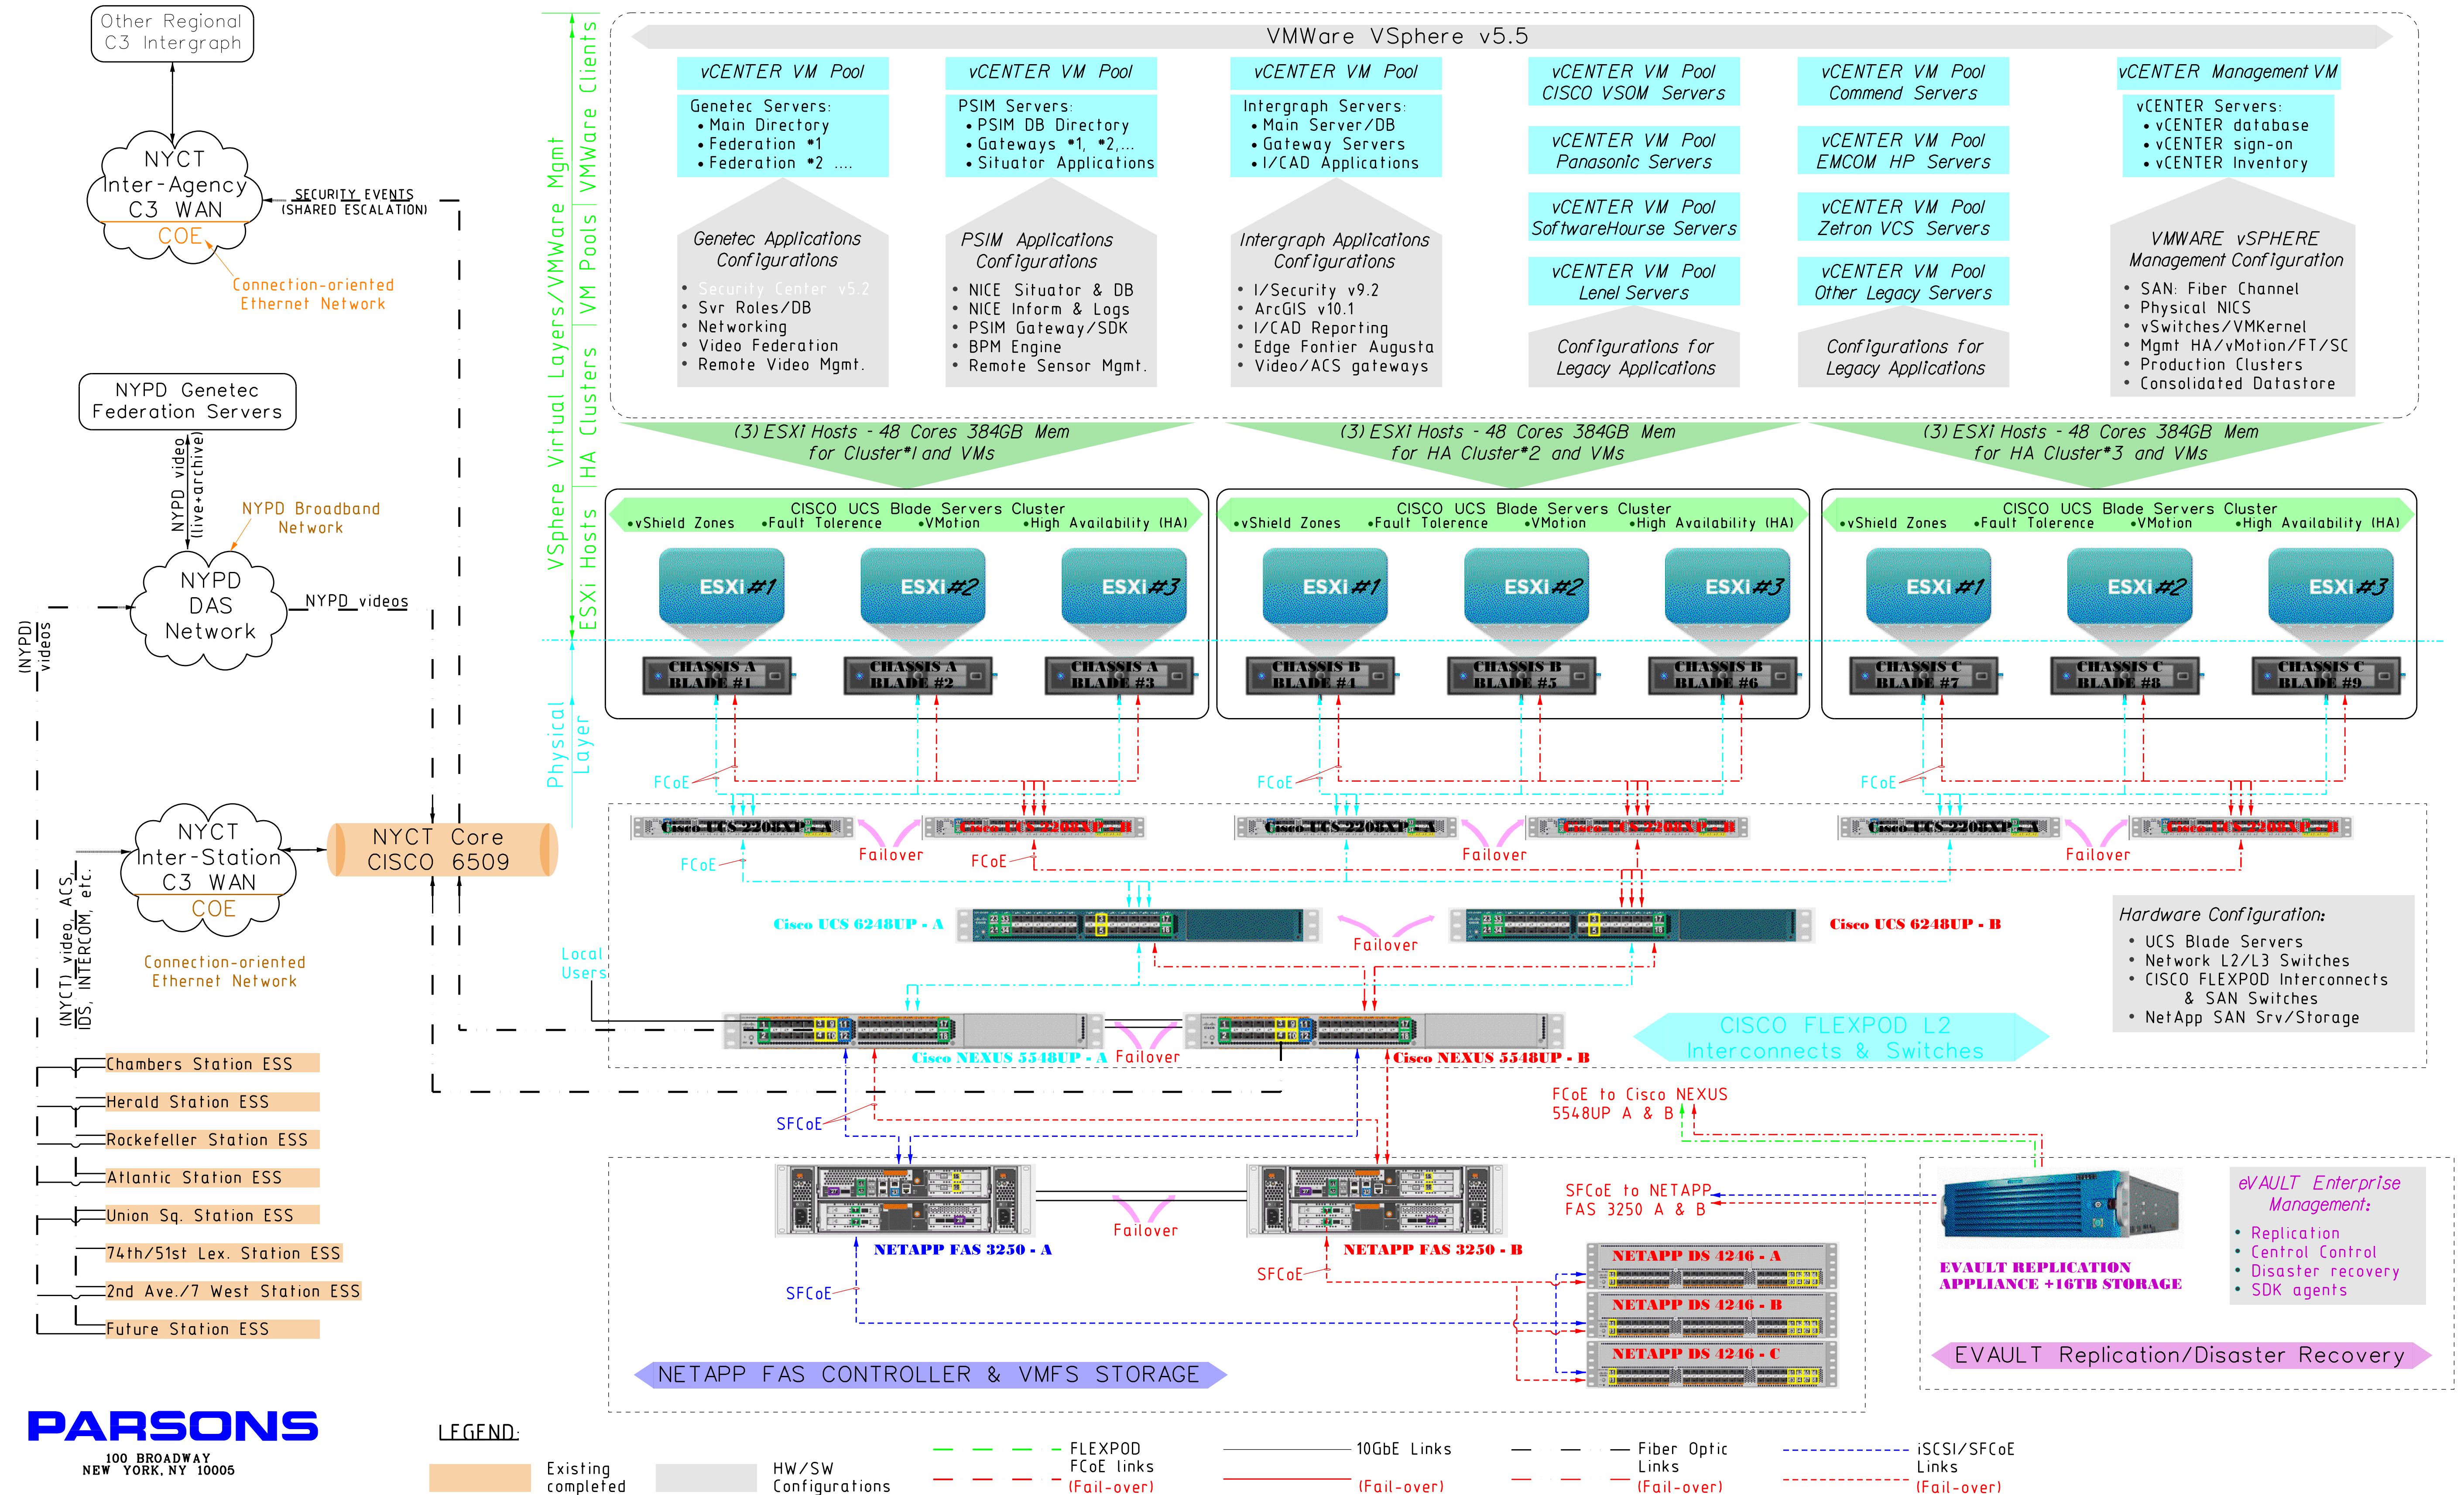 Other Regional
C3 Intergraph
NYCT
Inter-Agency
C3 WAN
COE
SECURITY EVENTS
(SHARED ESCALATION)
Connection-oriented
Ethernet Network
NYPD Genetec
Federation Servers
NYPD video
(live+archive)
NYPD Broadband
Network
NYPD
DAS
Network
NYPD videos
(NYPD)
videos
NYCT
Inter-Station
C3 WAN
COE
NYCT Core
CISCO 6509
(NYCT) video, ACS,
IDS, INTERCOM, etc.
Connection-oriented
Ethernet Network
Local
Users
Chambers Station ESS
Herald Station ESS
Rockefeller Station ESS
Atlantic Station ESS
Union Sq. Station ESS
74th/51st Lex. Station ESS
2nd Ave./7 West Station ESS
Future Station ESS
VSphere Virtual Layers/VMWare Mgmt
ESXi Hosts
HA Clusters
VM Pools
VMWare Clients
Physical
Layer
VMWare VSphere v5.5
vCENTER VM Pool
Genetec Servers:
• Main Directory
• Federation #1
• Federation #2 ....
Genetec Applications
Configurations
• Security Center v5.2
• Svr Roles/DB
• Networking
• Video Federation
• Remote Video Mgmt.
vCENTER VM Pool
PSIM Servers:
• PSIM DB Directory
• Gateways #1, #2,...
• Situator Applications
PSIM Applications
Configurations
• NICE Situator & DB
• NICE Inform & Logs
• PSIM Gateway/SDK
• BPM Engine
• Remote Sensor Mgmt.
vCENTER VM Pool
Intergraph Servers:
• Main Server/DB
• Gateway Servers
• I/CAD Applications
Intergraph Applications
Configurations
• I/Security v9.2
• ArcGIS v10.1
• I/CAD Reporting
• Edge Fontier Augusta
• Video/ACS gateways
vCENTER VM Pool
CISCO VSOM Servers
vCENTER VM Pool
Panasonic Servers
vCENTER VM Pool
SoftwareHourse Servers
vCENTER VM Pool
Lenel Servers
Configurations for
Legacy Applications
vCENTER VM Pool
Commend Servers
vCENTER VM Pool
EMCOM HP Servers
vCENTER VM Pool
Zetron VCS Servers
vCENTER VM Pool
Other Legacy Servers
Configurations for
Legacy Applications
vCENTER Management VM
vCENTER Servers:
• vCENTER database
• vCENTER sign-on
• vCENTER Inventory
VMWARE vSPHERE
Management Configuration
• SAN: Fiber Channel
• Physical NICS
• vSwitches/VMKernel
• Mgmt HA/vMotion/FT/SC
• Production Clusters
• Consolidated Datastore
(3) ESXi Hosts - 48 Cores 384GB Mem
for Cluster#1 and VMs
(3) ESXi Hosts - 48 Cores 384GB Mem
for HA Cluster#2 and VMs
(3) ESXi Hosts - 48 Cores 384GB Mem
for HA Cluster#3 and VMs
CISCO UCS Blade Servers Cluster
•vShield Zones •Fault Tolerence •VMotion •High Availability (HA)
ESXi #1 ESXi #2 ESXi #3
CHASSIS A
BLADE #1
CHASSIS A
BLADE #2
CHASSIS A
BLADE #3
CISCO UCS Blade Servers Cluster
•vShield Zones •Fault Tolerence •VMotion •High Availability (HA)
ESXi #1 ESXi #2 ESXi #3
CHASSIS B
BLADE #4
CHASSIS B
BLADE #5
CHASSIS B
BLADE #6
CISCO UCS Blade Servers Cluster
•vShield Zones •Fault Tolerence •VMotion •High Availability (HA)
ESXi #1 ESXi #2 ESXi #3
CHASSIS C
BLADE #7
CHASSIS C
BLADE #8
CHASSIS C
BLADE #9
FCoE
FCoE
FCoE
Cisco UCS 2208XP - A
Cisco UCS 2208XP - B
Cisco UCS 2208XP - A
Cisco UCS 2208XP - B
Cisco UCS 2208XP - A
Cisco UCS 2208XP - B
Failover
Failover
Failover
FCoE
FCoE
Cisco UCS 6248UP - A
Failover
Cisco UCS 6248UP - B
Hardware Configuration:
• UCS Blade Servers
• Network L2/L3 Switches
• CISCO FLEXPOD Interconnects
& SAN Switches
• NetApp SAN Srv/Storage
Cisco NEXUS 5548UP - A
Failover
Cisco NEXUS 5548UP - B
CISCO FLEXPOD L2
Interconnects & Switches
SFCoE
FCoE to Cisco NEXUS
5548UP A & B
NETAPP FAS 3250 - A
Failover
NETAPP FAS 3250 - B
SFCoE to NETAPP
FAS 3250 A & B
SFCoE
SFCoE
NETAPP DS 4246 - A
NETAPP DS 4246 - B
NETAPP DS 4246 - C
NETAPP FAS CONTROLLER & VMFS STORAGE
EVAULT REPLICATION
APPLIANCE +16TB STORAGE
eVAULT Enterprise
Management:
• Replication
• Central Control
• Disaster recovery
• SDK agents
EVAULT Replication/Disaster Recovery
PARSONS
100 BROADWAY
NEW YORK, NY 10005
LEGEND:
Existing
completed
HW/SW
Configurations
FLEXPOD
FCoE links
(Fail-over)
10GbE Links
(Fail-over)
Fiber Optic
Links
(Fail-over)
iSCSI/SFCoE
Links
(Fail-over)